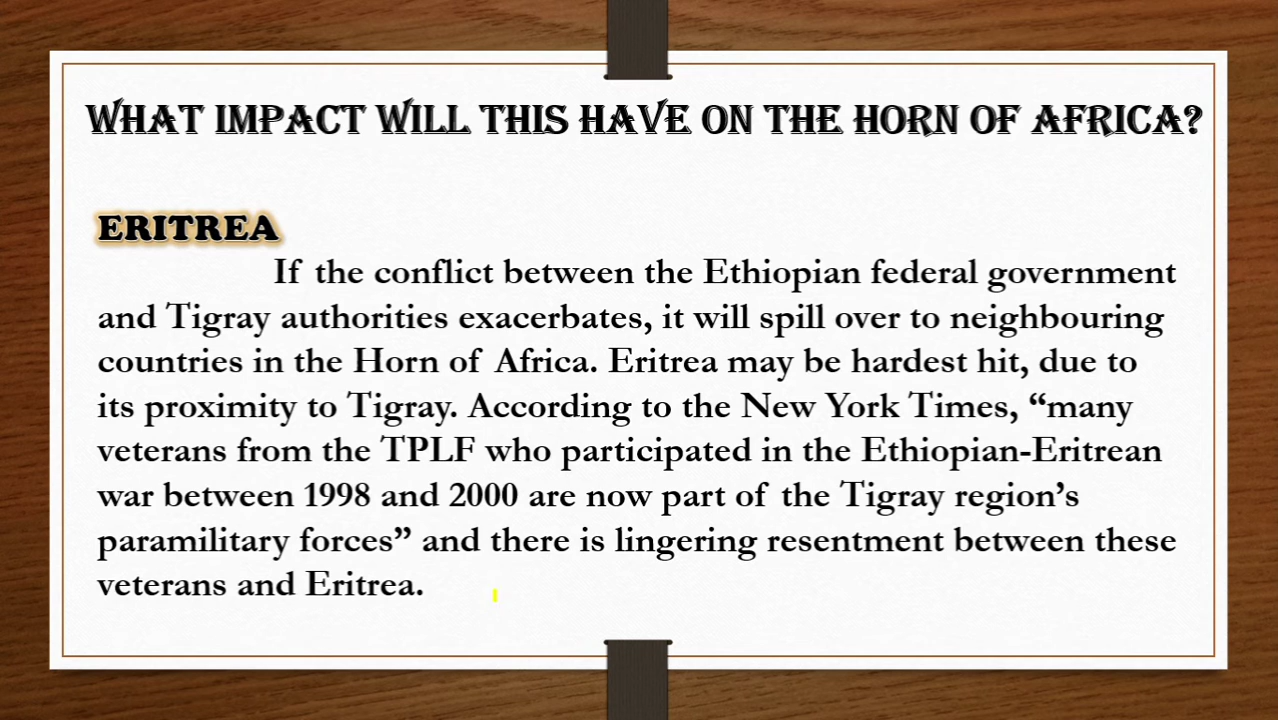 WHAT IMPACT WILL THIS HAVE ON THE HORN OF AFRICA?
ERITREA
If the conflict between the Ethiopian federal government
and Tigray authorities exacerbates, it will spill over to neighbouring
countries in the Horn of Africa. Eritrea may be hardest hit, due to
its proximity to Tigray. According to the New York Times, “many
veterans from the TPLF who participated in the Ethiopian-Eritrean
war between 1998 and 2000 are now part of the Tigray region’s
paramilitary forces” and there is lingering resentment between these
veterans and Eritrea.